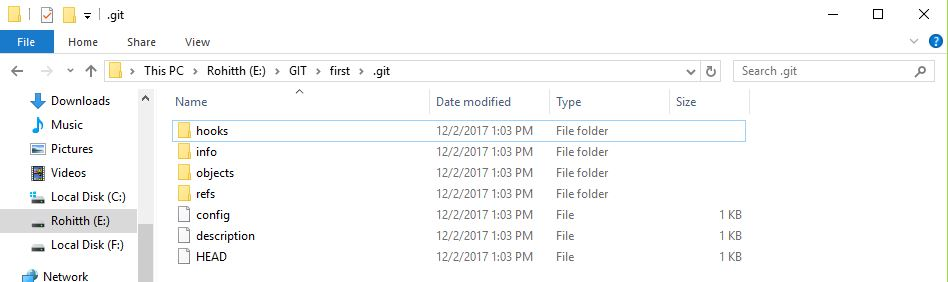 .git
File Home Share View
This PC > Rohitth (E:) > GIT > first > .git
Search .git
Downloads
Music
Pictures
Videos
Local Disk (C:)
Rohitth (E:)
Local Disk (F:)
Network
Name Date modified Type Size
hooks 12/2/2017 1:03 PM File folder
info 12/2/2017 1:03 PM File folder
objects 12/2/2017 1:03 PM File folder
refs 12/2/2017 1:03 PM File folder
config 12/2/2017 1:03 PM File 1 KB
description 12/2/2017 1:03 PM File 1 KB
HEAD 12/2/2017 1:03 PM File 1 KB